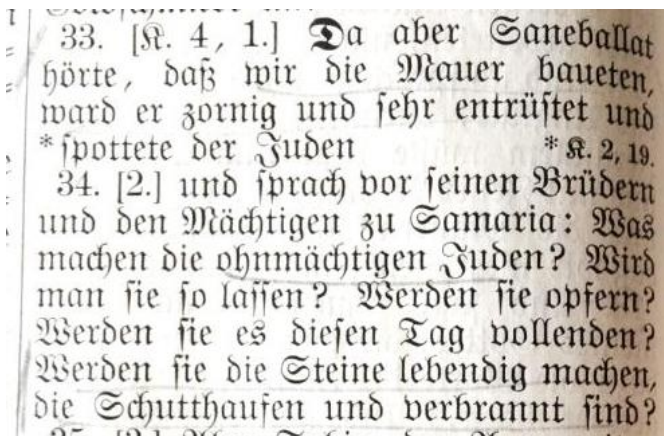 33. [K. 4, 1.] Da aber Saneballat
hörte, daß wir die Mauer baueten,
ward er zornig und sehr entrüstet und
*spottete der Juden *K. 2, 19.
34. [2.] und sprach vor seinen Brüdern
und den Mächtigen zu Samaria: Was
machen die ohnmächtigen Juden? Wird
man sie so lassen? Werden sie opfern?
Werden sie es diesen Tag vollenden?
Werden sie die Steine lebendig machen,
die Schutthaufen und verbrannt sind?